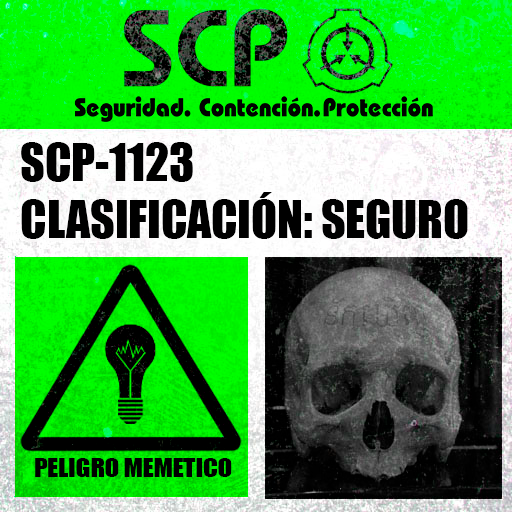 SCP
Seguridad. Contención. Protección
SCP-1123
CLASIFICACIÓN: SEGURO
PELIGRO MEMETICO